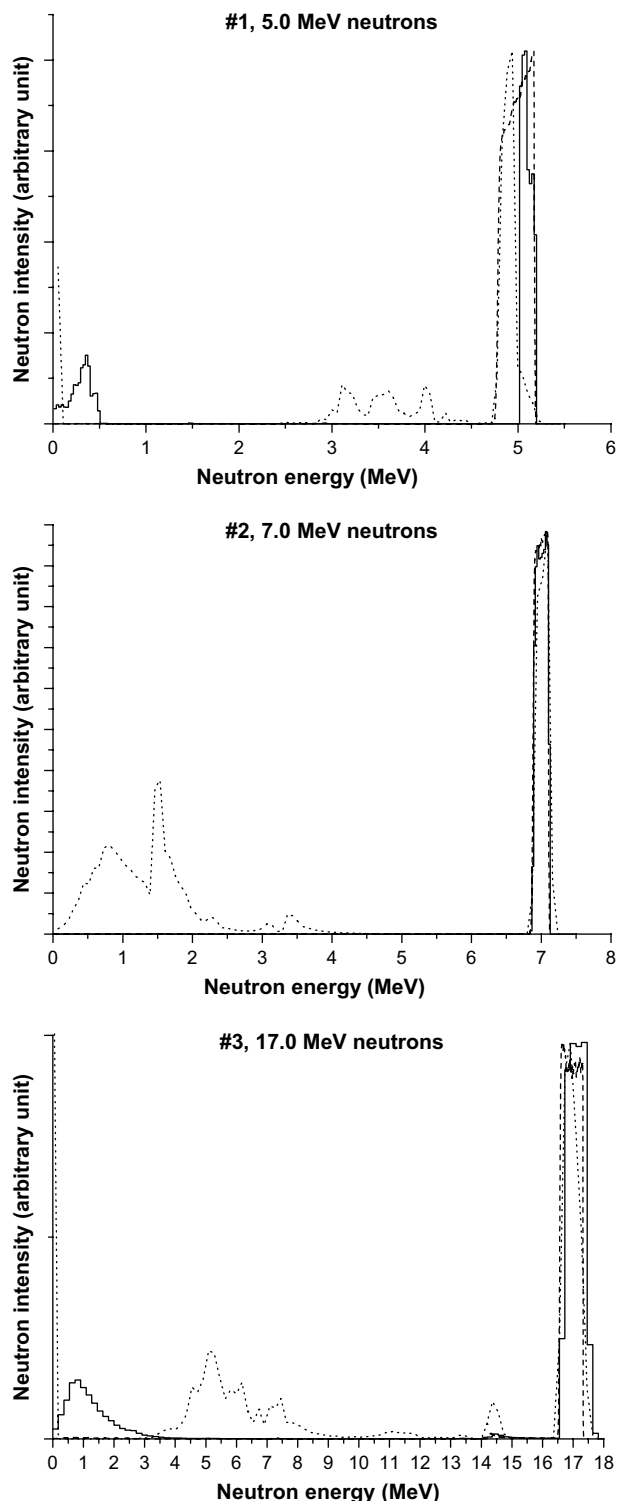 #1, 5.0 MeV neutrons
Neutron intensity (arbitrary unit)
0 1 2 3 4 5 6
Neutron energy (MeV)
#2, 7.0 MeV neutrons
Neutron intensity (arbitrary unit)
0 1 2 3 4 5 6 7 8
Neutron energy (MeV)
#3, 17.0 MeV neutrons
Neutron intensity (arbitrary unit)
0 1 2 3 4 5 6 7 8 9 10 11 12 13 14 15 16 17 18
Neutron energy (MeV)